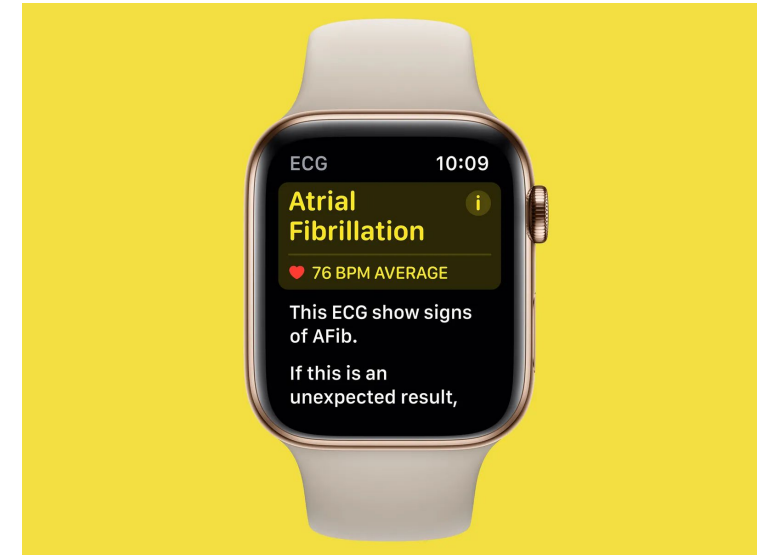 ECG 10:09
Atrial i
Fibrillation
76 BPM AVERAGE
This ECG show signs
of AFib.
If this is an
unexpected result,